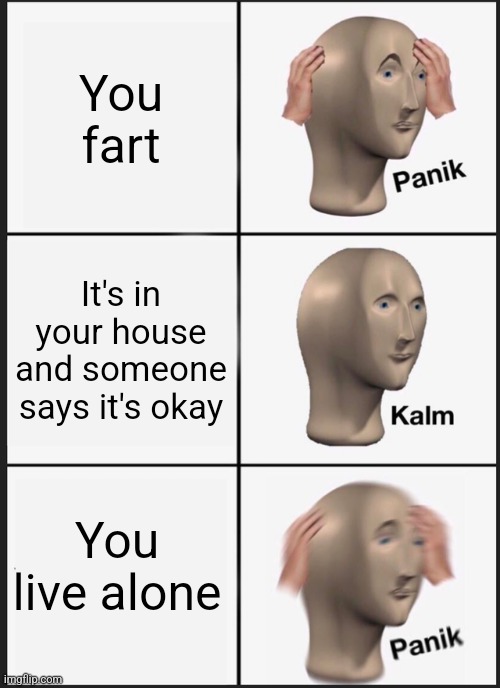 You
fart
Panik
It's in
your house
and someone
says it's okay
Kalm
You
live alone
Panik
imgflip.com